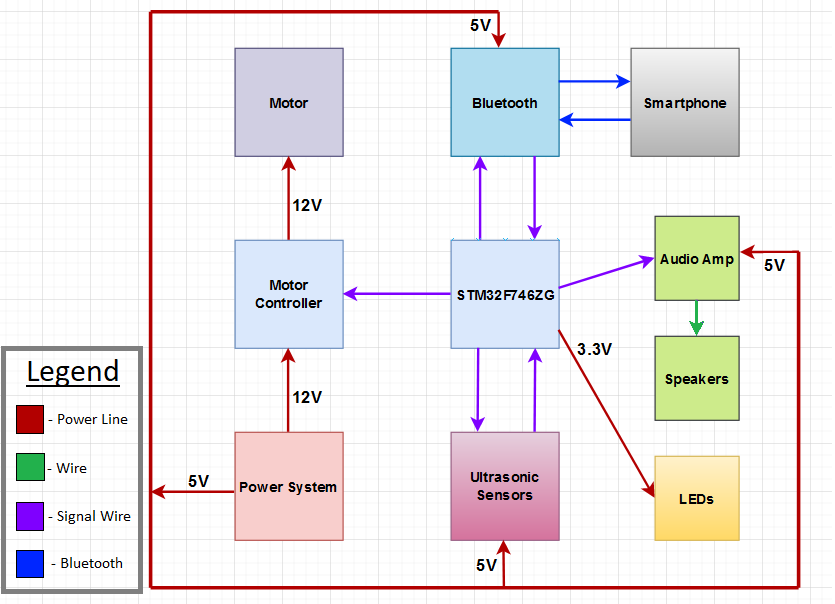 5V
Motor
Bluetooth
Smartphone
12V
Motor
Controller
STM32F746ZG
Audio Amp
5V
3.3V
Speakers
12V
Legend
- Power Line
- Wire
- Signal Wire
- Bluetooth
5V
Power System
Ultrasonic
Sensors
LEDs
5V